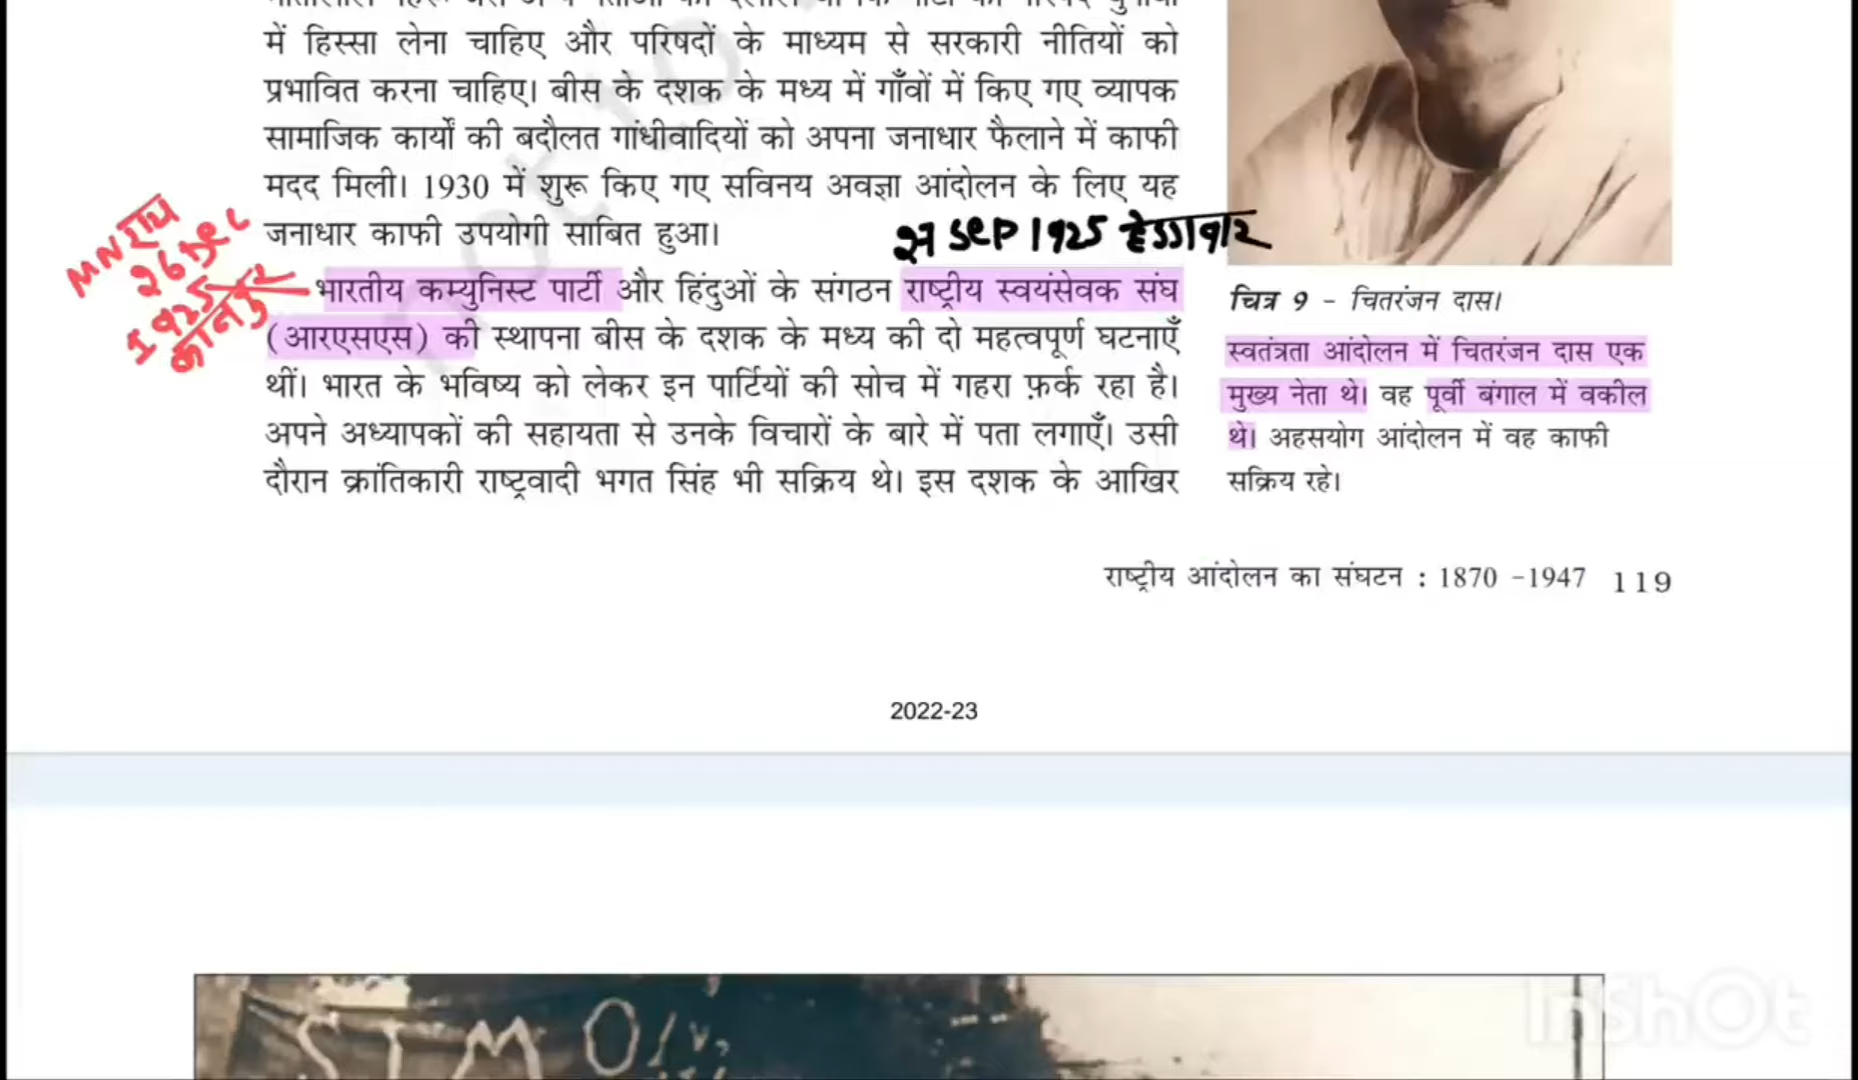 में हिस्सा लेना चाहिए और परिषदों के माध्यम से सरकारी नीतियों को
प्रभावित करना चाहिए। बीस के दशक के मध्य में गाँवों में किए गए व्यापक
सामाजिक कार्यों की बदौलत गांधीवादियों को अपना जनाधार फैलाने में काफी
मदद मिली। 1930 में शुरू किए गए सविनय अवज्ञा आंदोलन के लिए यह
जनाधार काफी उपयोगी साबित हुआ।
MN राय
26 Dec
1925
कानपुर
27 Sep 1925 हेडगेवार
भारतीय कम्युनिस्ट पार्टी और हिंदुओं के संगठन राष्ट्रीय स्वयंसेवक संघ
(आरएसएस) की स्थापना बीस के दशक के मध्य की दो महत्वपूर्ण घटनाएँ
थीं। भारत के भविष्य को लेकर इन पार्टियों की सोच में गहरा फ़र्क रहा है।
अपने अध्यापकों की सहायता से उनके विचारों के बारे में पता लगाएँ। उसी
दौरान क्रांतिकारी राष्ट्रवादी भगत सिंह भी सक्रिय थे। इस दशक के आखिर
चित्र 9 - चितरंजन दास।
स्वतंत्रता आंदोलन में चितरंजन दास एक
मुख्य नेता थे। वह पूर्वी बंगाल में वकील
थे। अहसयोग आंदोलन में वह काफी
सक्रिय रहे।
राष्ट्रीय आंदोलन का संघटन : 1870 -1947 119
2022-23
InShOt